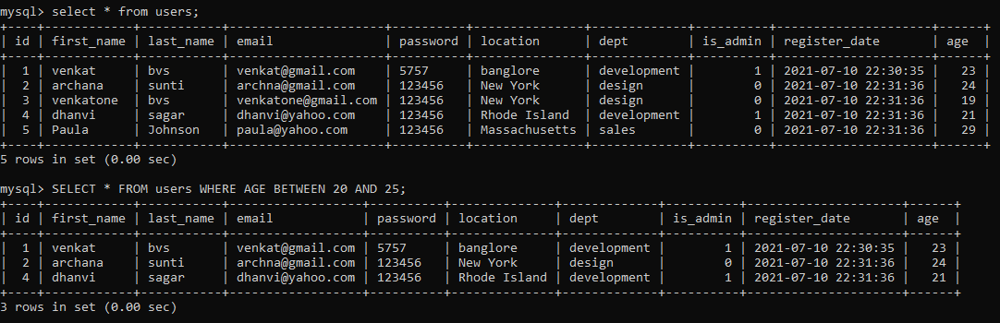 mysql> select * from users;
+----+------------+-----------+---------------------+----------+---------------+-------------+----------+---------------------+------+
| id | first_name | last_name | email               | password | location      | dept        | is_admin | register_date       | age  |
+----+------------+-----------+---------------------+----------+---------------+-------------+----------+---------------------+------+
|  1 | venkat     | bvs       | venkat@gmail.com    | 5757     | banglore      | development |        1 | 2021-07-10 22:30:35 |   23 |
|  2 | archana    | sunti     | archna@gmail.com    | 123456   | New York      | design      |        0 | 2021-07-10 22:31:36 |   24 |
|  3 | venkatone  | bvs       | venkatone@gmail.com | 123456   | New York      | design      |        0 | 2021-07-10 22:31:36 |   19 |
|  4 | dhanvi     | sagar     | dhanvi@yahoo.com    | 123456   | Rhode Island  | development |        1 | 2021-07-10 22:31:36 |   21 |
|  5 | Paula      | Johnson   | paula@yahoo.com     | 123456   | Massachusetts | sales       |        0 | 2021-07-10 22:31:36 |   29 |
+----+------------+-----------+---------------------+----------+---------------+-------------+----------+---------------------+------+
5 rows in set (0.00 sec)
mysql> SELECT * FROM users WHERE AGE BETWEEN 20 AND 25;
+----+------------+-----------+------------------+----------+--------------+-------------+----------+---------------------+------+
| id | first_name | last_name | email            | password | location     | dept        | is_admin | register_date       | age  |
+----+------------+-----------+------------------+----------+--------------+-------------+----------+---------------------+------+
|  1 | venkat     | bvs       | venkat@gmail.com | 5757     | banglore     | development |        1 | 2021-07-10 22:30:35 |   23 |
|  2 | archana    | sunti     | archna@gmail.com | 123456   | New York     | design      |        0 | 2021-07-10 22:31:36 |   24 |
|  4 | dhanvi     | sagar     | dhanvi@yahoo.com | 123456   | Rhode Island | development |        1 | 2021-07-10 22:31:36 |   21 |
+----+------------+-----------+------------------+----------+--------------+-------------+----------+---------------------+------+
3 rows in set (0.00 sec)